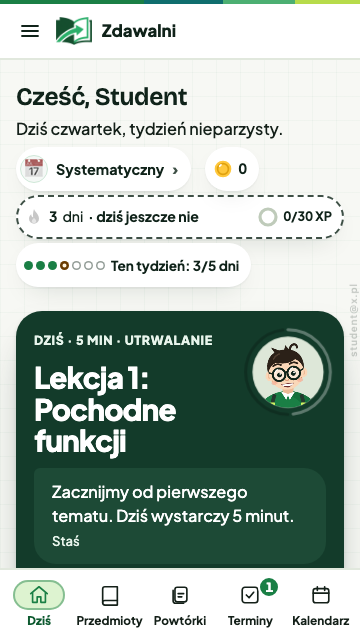 Zdawalni
Cześć, Student
Dziś czwartek, tydzień nieparzysty.
17 Systematyczny › 0
3 dni · dziś jeszcze nie 0/30 XP
Ten tydzień: 3/5 dni
student@x.pl
DZIŚ · 5 MIN · UTRWALANIE
Lekcja 1:
Pochodne
funkcji
Zacznijmy od pierwszego
tematu. Dziś wystarczy 5 minut.
Staś
1
Dziś Przedmioty Powtórki Terminy Kalendarz